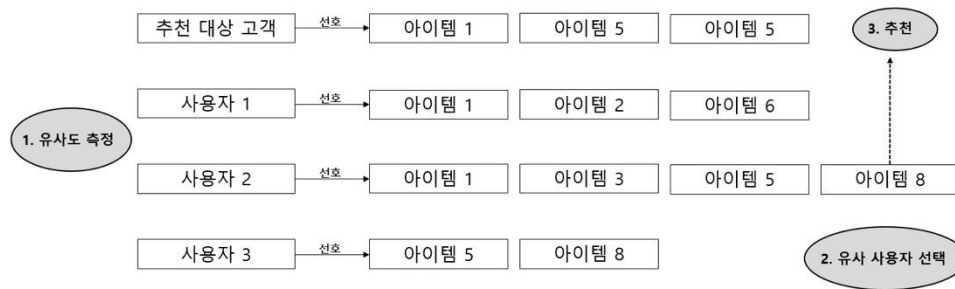 추천 대상 고객 선호 아이템 1 아이템 5 아이템 5 3. 추천
사용자 1 선호 아이템 1 아이템 2 아이템 6
1. 유사도 측정
사용자 2 선호 아이템 1 아이템 3 아이템 5 아이템 8
사용자 3 선호 아이템 5 아이템 8
2. 유사 사용자 선택